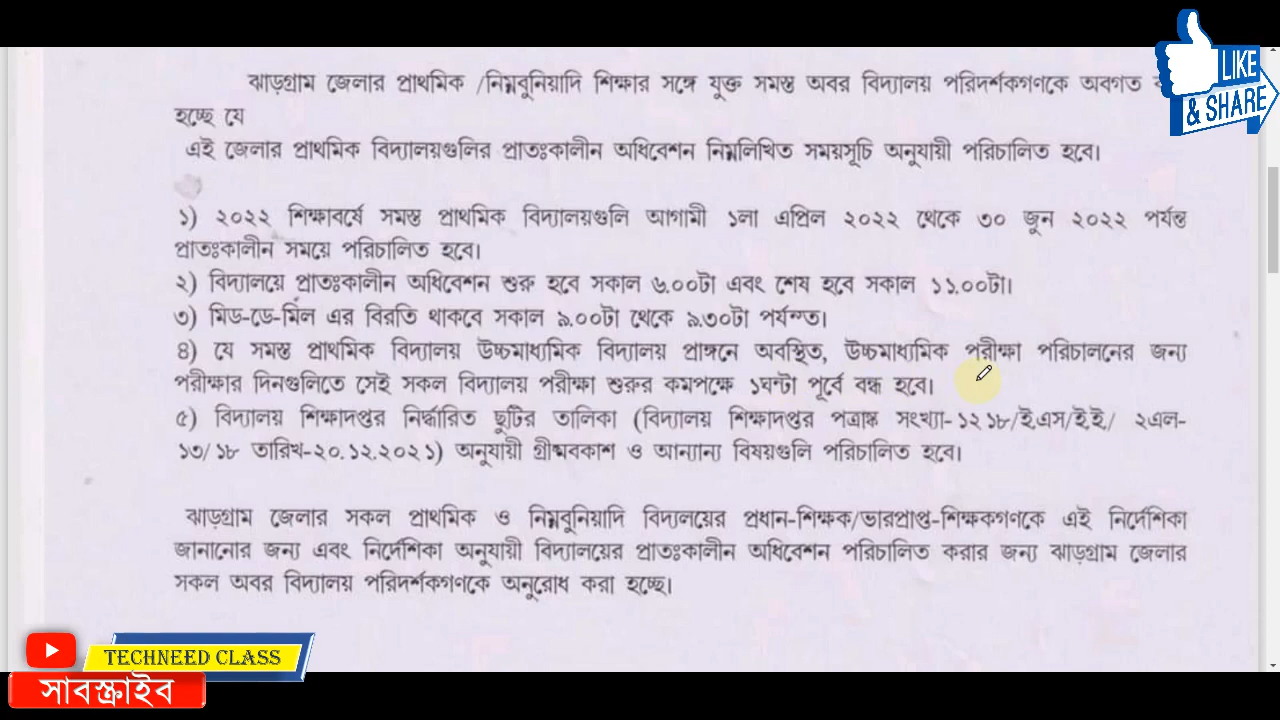 ঝাড়গ্রাম জেলার প্রাথমিক /নিম্নবুনিয়াদি শিক্ষার সঙ্গে যুক্ত সমস্ত অবর বিদ্যালয় পরিদর্শকগণকে অবগত
হচ্ছে যে
এই জেলার প্রাথমিক বিদ্যালয়গুলির প্রাতঃকালীন অধিবেশন নিম্নলিখিত সময়সূচি অনুযায়ী পরিচালিত হবে।
১) ২০২২ শিক্ষাবর্ষে সমস্ত প্রাথমিক বিদ্যালয়গুলি আগামী ১লা এপ্রিল ২০২২ থেকে ৩০ জুন ২০২২ পর্যন্ত
প্রাতঃকালীন সময়ে পরিচালিত হবে।
২) বিদ্যালয়ে প্রাতঃকালীন অধিবেশন শুরু হবে সকাল ৬.০০টা এবং শেষ হবে সকাল ১১.০০টা।
৩) মিড-ডে-মিল এর বিরতি থাকবে সকাল ৯.০০টা থেকে ৯.৩০টা পর্যন্ত।
৪) যে সমস্ত প্রাথমিক বিদ্যালয় উচ্চমাধ্যমিক বিদ্যালয় প্রাঙ্গনে অবস্থিত, উচ্চমাধ্যমিক পরীক্ষা পরিচালনের জন্য
পরীক্ষার দিনগুলিতে সেই সকল বিদ্যালয় পরীক্ষা শুরুর কমপক্ষে ১ঘন্টা পূর্বে বন্ধ হবে।
৫) বিদ্যালয় শিক্ষাদপ্তর নির্দ্ধারিত ছুটির তালিকা (বিদ্যালয় শিক্ষাদপ্তর পত্রাঙ্ক সংখ্যা-১২১৮/ইএস/ইই/ ২এল-
১৩/১৮ তারিখ-২০.১২.২০২১) অনুযায়ী গ্রীষ্মবকাশ ও আন্যান্য বিষয়গুলি পরিচালিত হবে।
ঝাড়গ্রাম জেলার সকল প্রাথমিক ও নিম্নবুনিয়াদি বিদ্যলয়ের প্রধান-শিক্ষক/ভারপ্রাপ্ত-শিক্ষকগণকে এই নির্দেশিকা
জানানোর জন্য এবং নির্দেশিকা অনুযায়ী বিদ্যালয়ের প্রাতঃকালীন অধিবেশন পরিচালিত করার জন্য ঝাড়গ্রাম জেলার
সকল অবর বিদ্যালয় পরিদর্শকগণকে অনুরোধ করা হচ্ছে।
LIKE
& SHARE
TECHNEED CLASS
সাবস্ক্রাইব